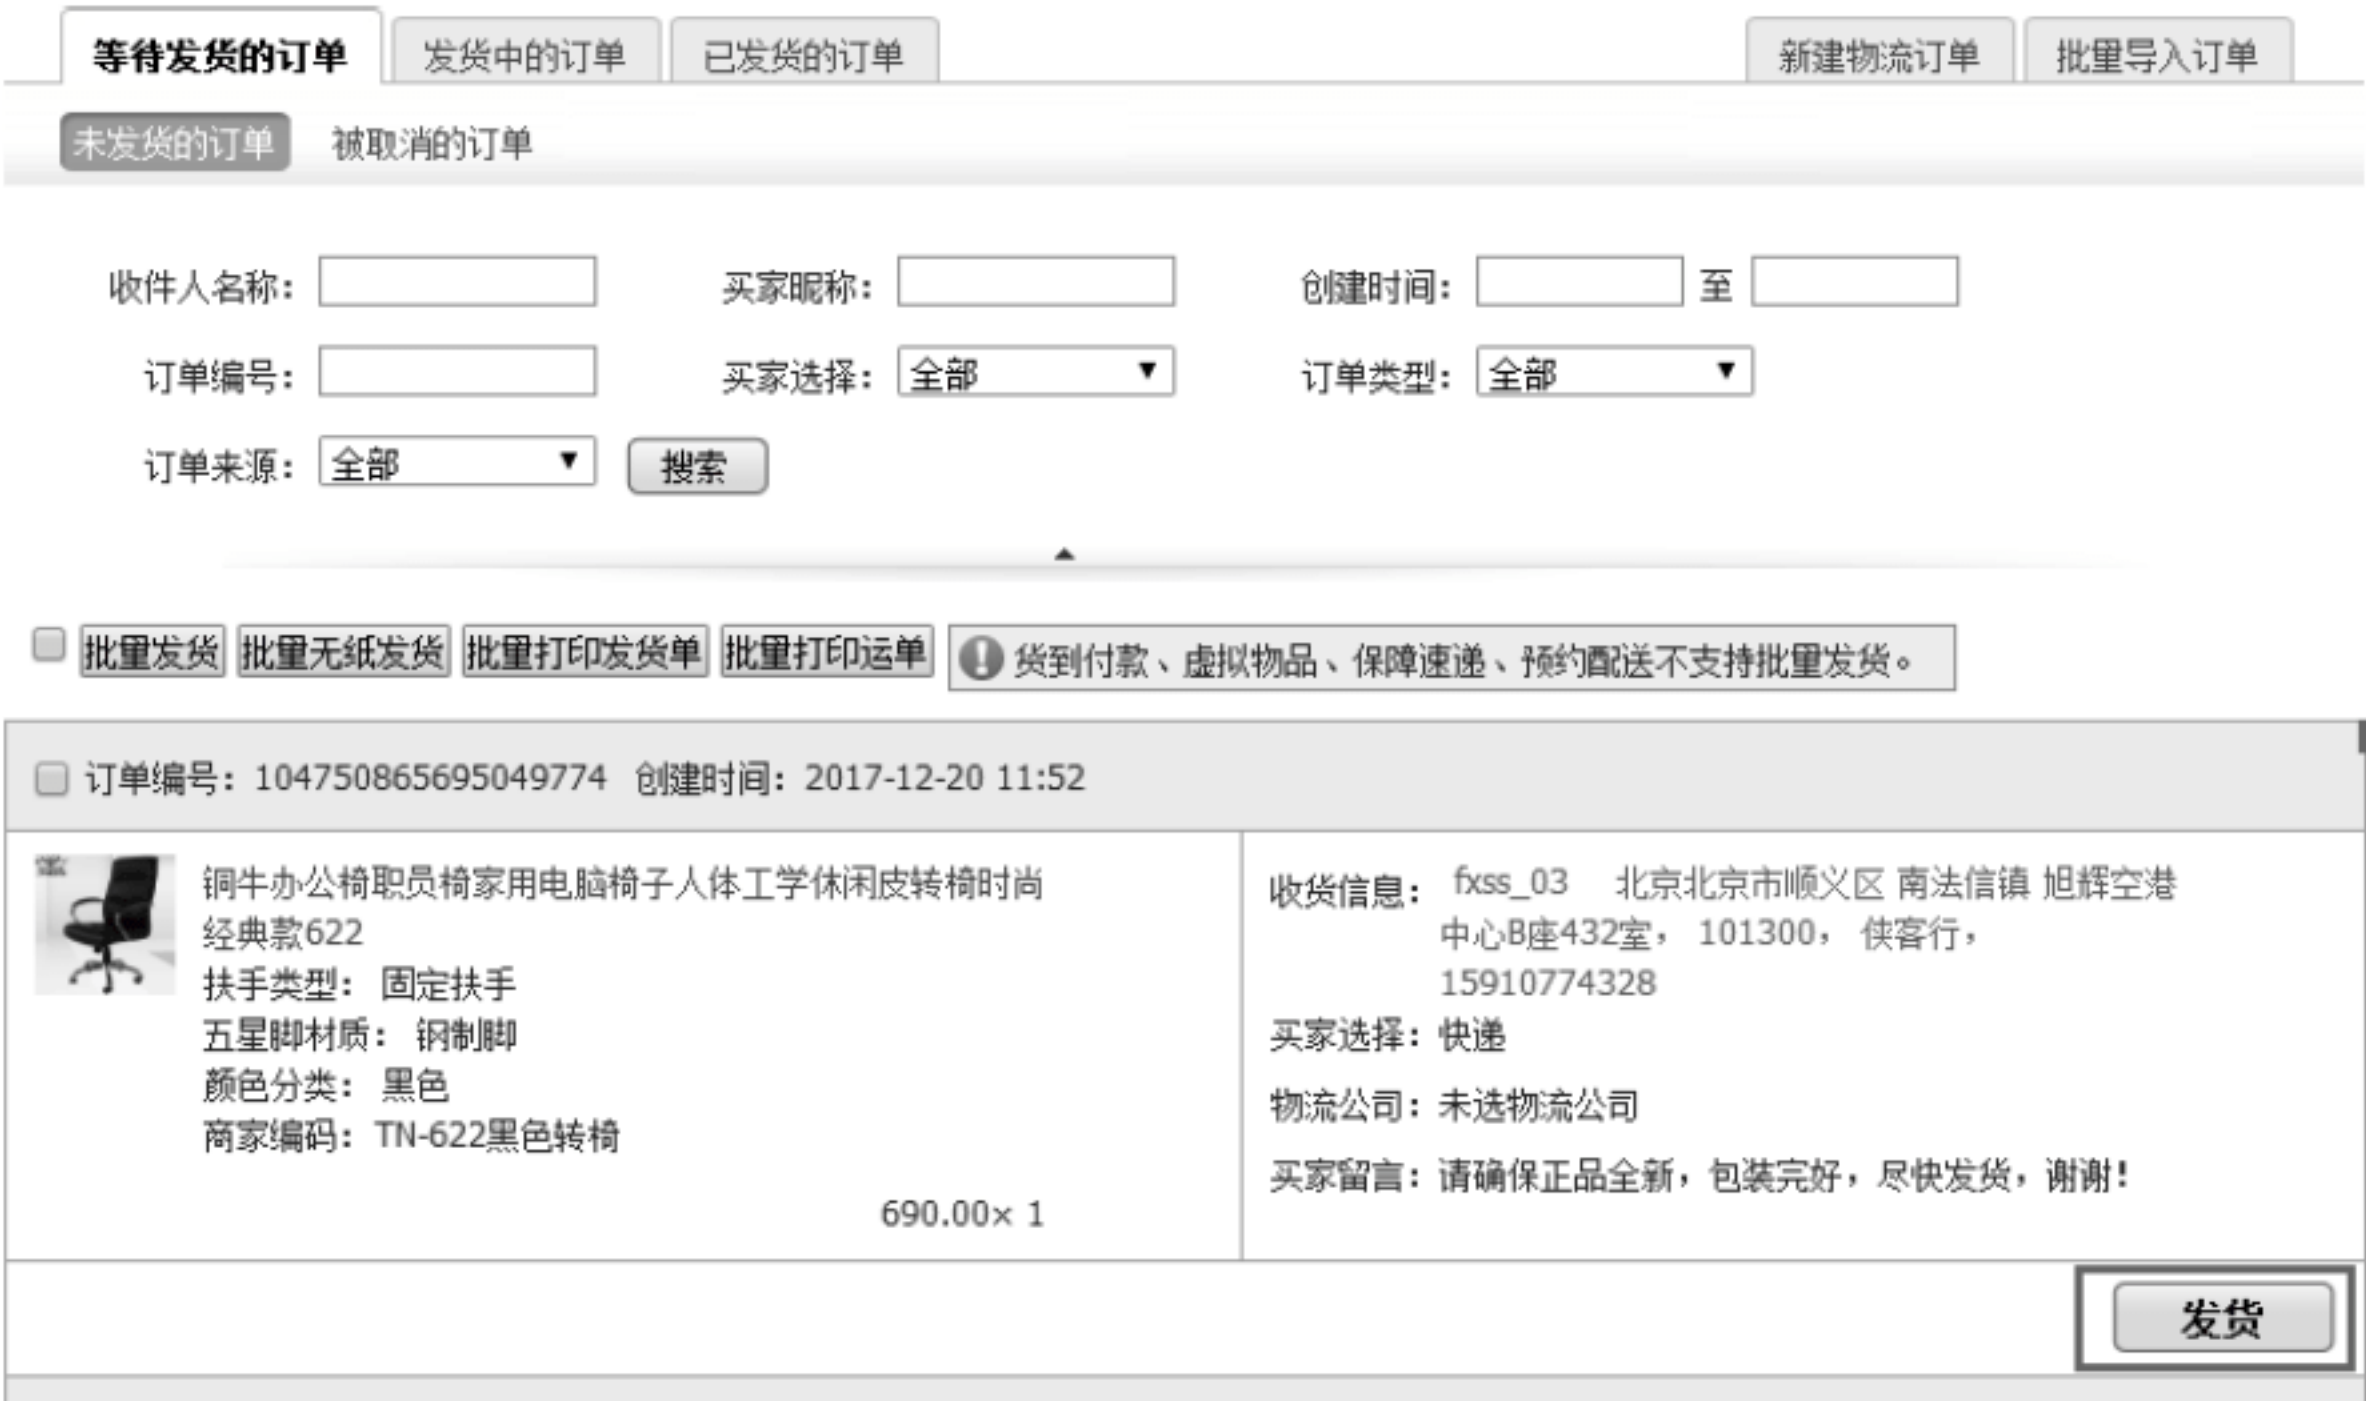 等待发货的订单 发货中的订单 已发货的订单 新建物流订单 批量导入订单
未发货的订单 被取消的订单
收件人名称： 买家昵称： 创建时间： 至
订单编号： 买家选择： 全部 订单类型： 全部
订单来源： 全部 搜索
批量发货 批量无纸发货 批量打印发货单 批量打印运单 货到付款、虚拟物品、保障速递、预约配送不支持批量发货。
订单编号：104750865695049774 创建时间：2017-12-20 11:52
铜牛办公椅职员椅家用电脑椅子人体工学休闲皮转椅时尚
经典款622
扶手类型： 固定扶手
五星脚材质： 钢制脚
颜色分类： 黑色
商家编码：TN-622黑色转椅
690.00× 1
收货信息： fxss_03 北京北京市顺义区 南法信镇 旭辉空港
中心B座432室， 101300， 侠客行，
15910774328
买家选择：快递
物流公司：未选物流公司
买家留言：请确保正品全新，包装完好，尽快发货，谢谢！
发货